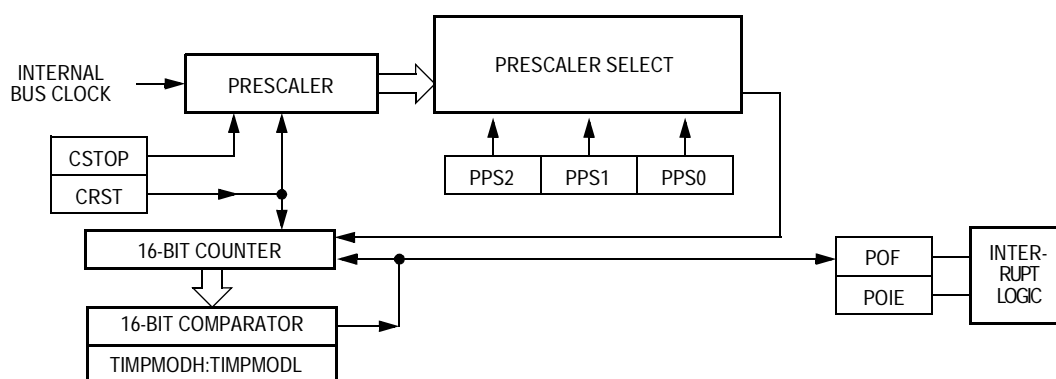 INTERNAL
BUS CLOCK
PRESCALER
PRESCALER SELECT
CSTOP
CRST
PPS2
PPS1
PPS0
16-BIT COUNTER
16-BIT COMPARATOR
TIMPMODH:TIMPMODL
POF
POIE
INTER-
RUPT
LOGIC